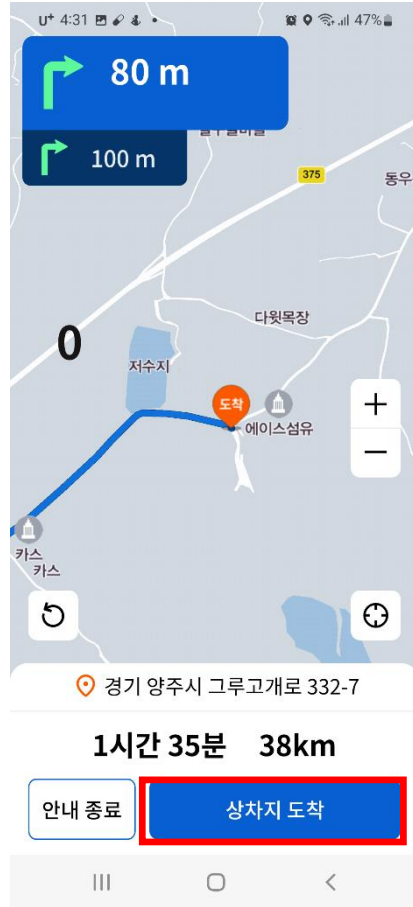 U+ 4:31 47%
80 m
100 m
375
동우
다윗목장
0
저수지
도착
에이스섬유
+
−
카스
카스
경기 양주시 그루고개로 332-7
1시간 35분 38km
안내 종료 상차지 도착